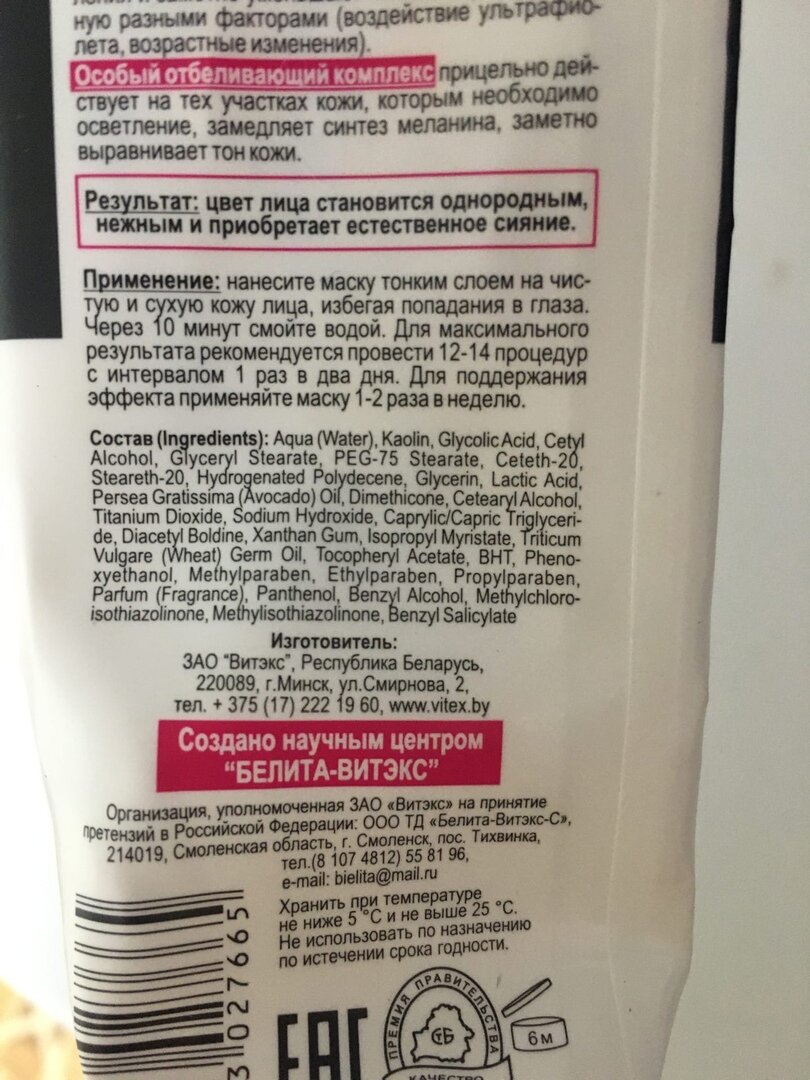 ную разными факторами (воздействие ультрафио-
лета, возрастные изменения).
Особый отбеливающий комплекс прицельно дей-
ствует на тех участках кожи, которым необходимо
осветление, замедляет синтез меланина, заметно
выравнивает тон кожи.
Результат: цвет лица становится однородным,
нежным и приобретает естественное сияние.
Применение: нанесите маску тонким слоем на чис-
тую и сухую кожу лица, избегая попадания в глаза.
Через 10 минут смойте водой. Для максимального
результата рекомендуется провести 12-14 процедур
с интервалом 1 раз в два дня. Для поддержания
эффекта применяйте маску 1-2 раза в неделю.
Состав (Ingredients): Aqua (Water), Kaolin, Glycolic Acid, Cetyl
Alcohol, Glyceryl Stearate, PEG-75 Stearate, Ceteth-20,
Steareth-20, Hydrogenated Polydecene, Glycerin, Lactic Acid,
Persea Gratissima (Avocado) Oil, Dimethicone, Cetearyl Alcohol,
Titanium Dioxide, Sodium Hydroxide, Caprylic/Capric Triglyceri-
de, Diacetyl Boldine, Xanthan Gum, Isopropyl Myristate, Triticum
Vulgare (Wheat) Germ Oil, Tocopheryl Acetate, BHT, Pheno-
xyethanol, Methylparaben, Ethylparaben, Propylparaben,
Parfum (Fragrance), Panthenol, Benzyl Alcohol, Methylchloro-
isothiazolinone, Methylisothiazolinone, Benzyl Salicylate
Изготовитель:
ЗАО "Витэкс", Республика Беларусь,
220089, г.Минск, ул.Смирнова, 2,
тел. + 375 (17) 222 19 60, www.vitex.by
Создано научным центром
"БЕЛИТА-ВИТЭКС"
Организация, уполномоченная ЗАО «Витэкс» на принятие
претензий в Российской Федерации: ООО ТД «Белита-Витэкс-С»,
214019, Смоленская область, г. Смоленск, пос. Тихвинка,
тел.(8 107 4812) 55 81 96,
e-mail: bielita@mail.ru
Хранить при температуре
не ниже 5 °С и не выше 25 °С.
Не использовать по назначению
по истечении срока годности.
3 027665
ЕАС
ПРЕМИЯ ПРАВИТЕЛЬСТВА
СТБ
КАЧЕСТВО
6м